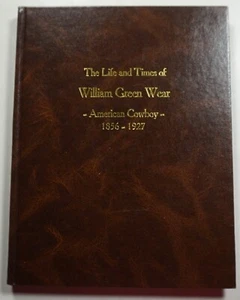 The Life and Times of
William Green Wear
- American Cowboy -
1856 - 1927